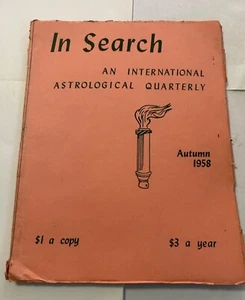 In Search
AN INTERNATIONAL
ASTROLOGICAL QUARTERLY
Autumn
1958
$1 a copy $3 a year